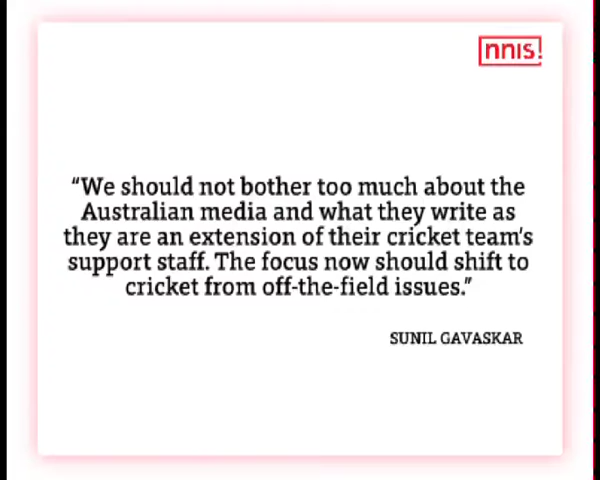 nnis!
“We should not bother too much about the
Australian media and what they write as
they are an extension of their cricket team's
support staff. The focus now should shift to
cricket from off-the-field issues.”
SUNIL GAVASKAR